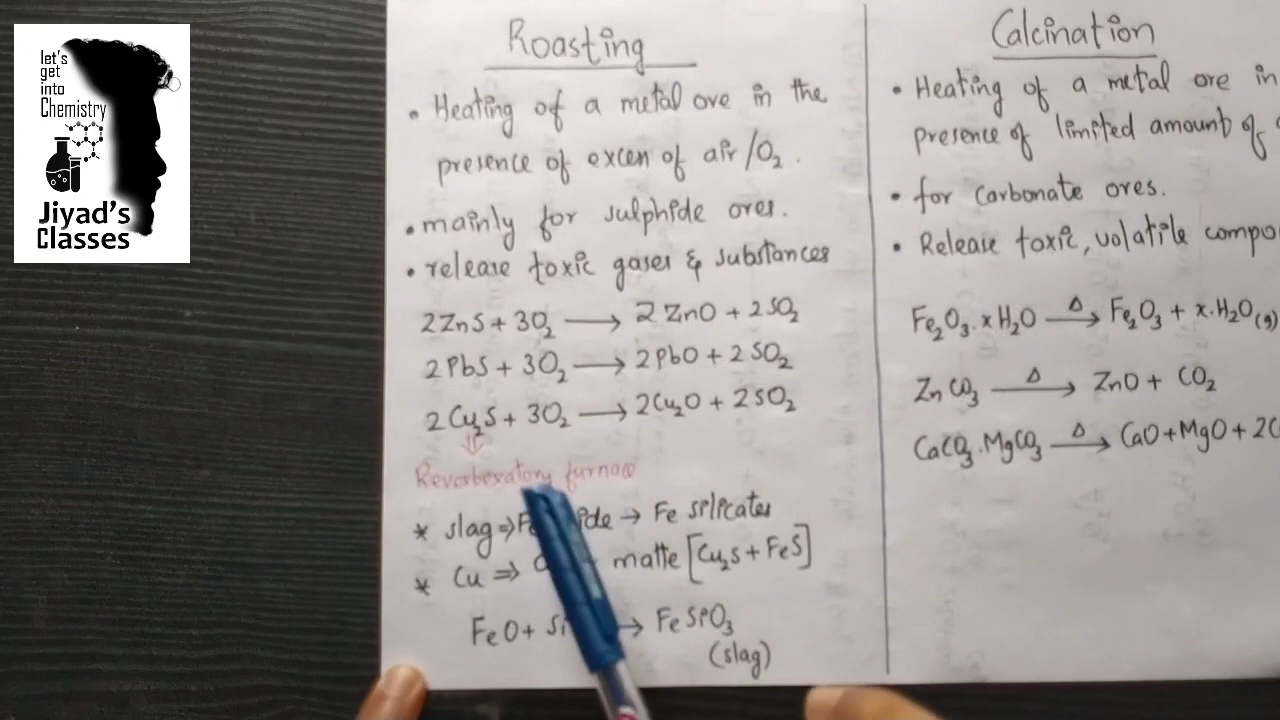 let's
get
into
Chemistry
Jiyad's
Classes
Roasting
• Heating of a metal ore in the
presence of excess of air/O₂.
• mainly for sulphide ores.
• release toxic gases & substances
2ZnS + 3O₂ → 2ZnO + 2SO₂
2PbS + 3O₂ → 2PbO + 2SO₂
2Cu₂S + 3O₂ → 2Cu₂O + 2SO₂
Reverberatory furnace
* slag ⇒ → Fe silicates
* Cu ⇒ matte [Cu₂S + FeS]
FeO + → FeSiO₃
(slag)
Calcination
• Heating of a metal ore in
presence of limited amount of
• for carbonate ores.
• Release toxic, volatile
Fe₂O₃.xH₂O Δ→ Fe₂O₃ + x.H₂O(g)
ZnCO₃ Δ→ ZnO + CO₂
CaCO₃.MgCO₃ Δ→ CaO + MgO +